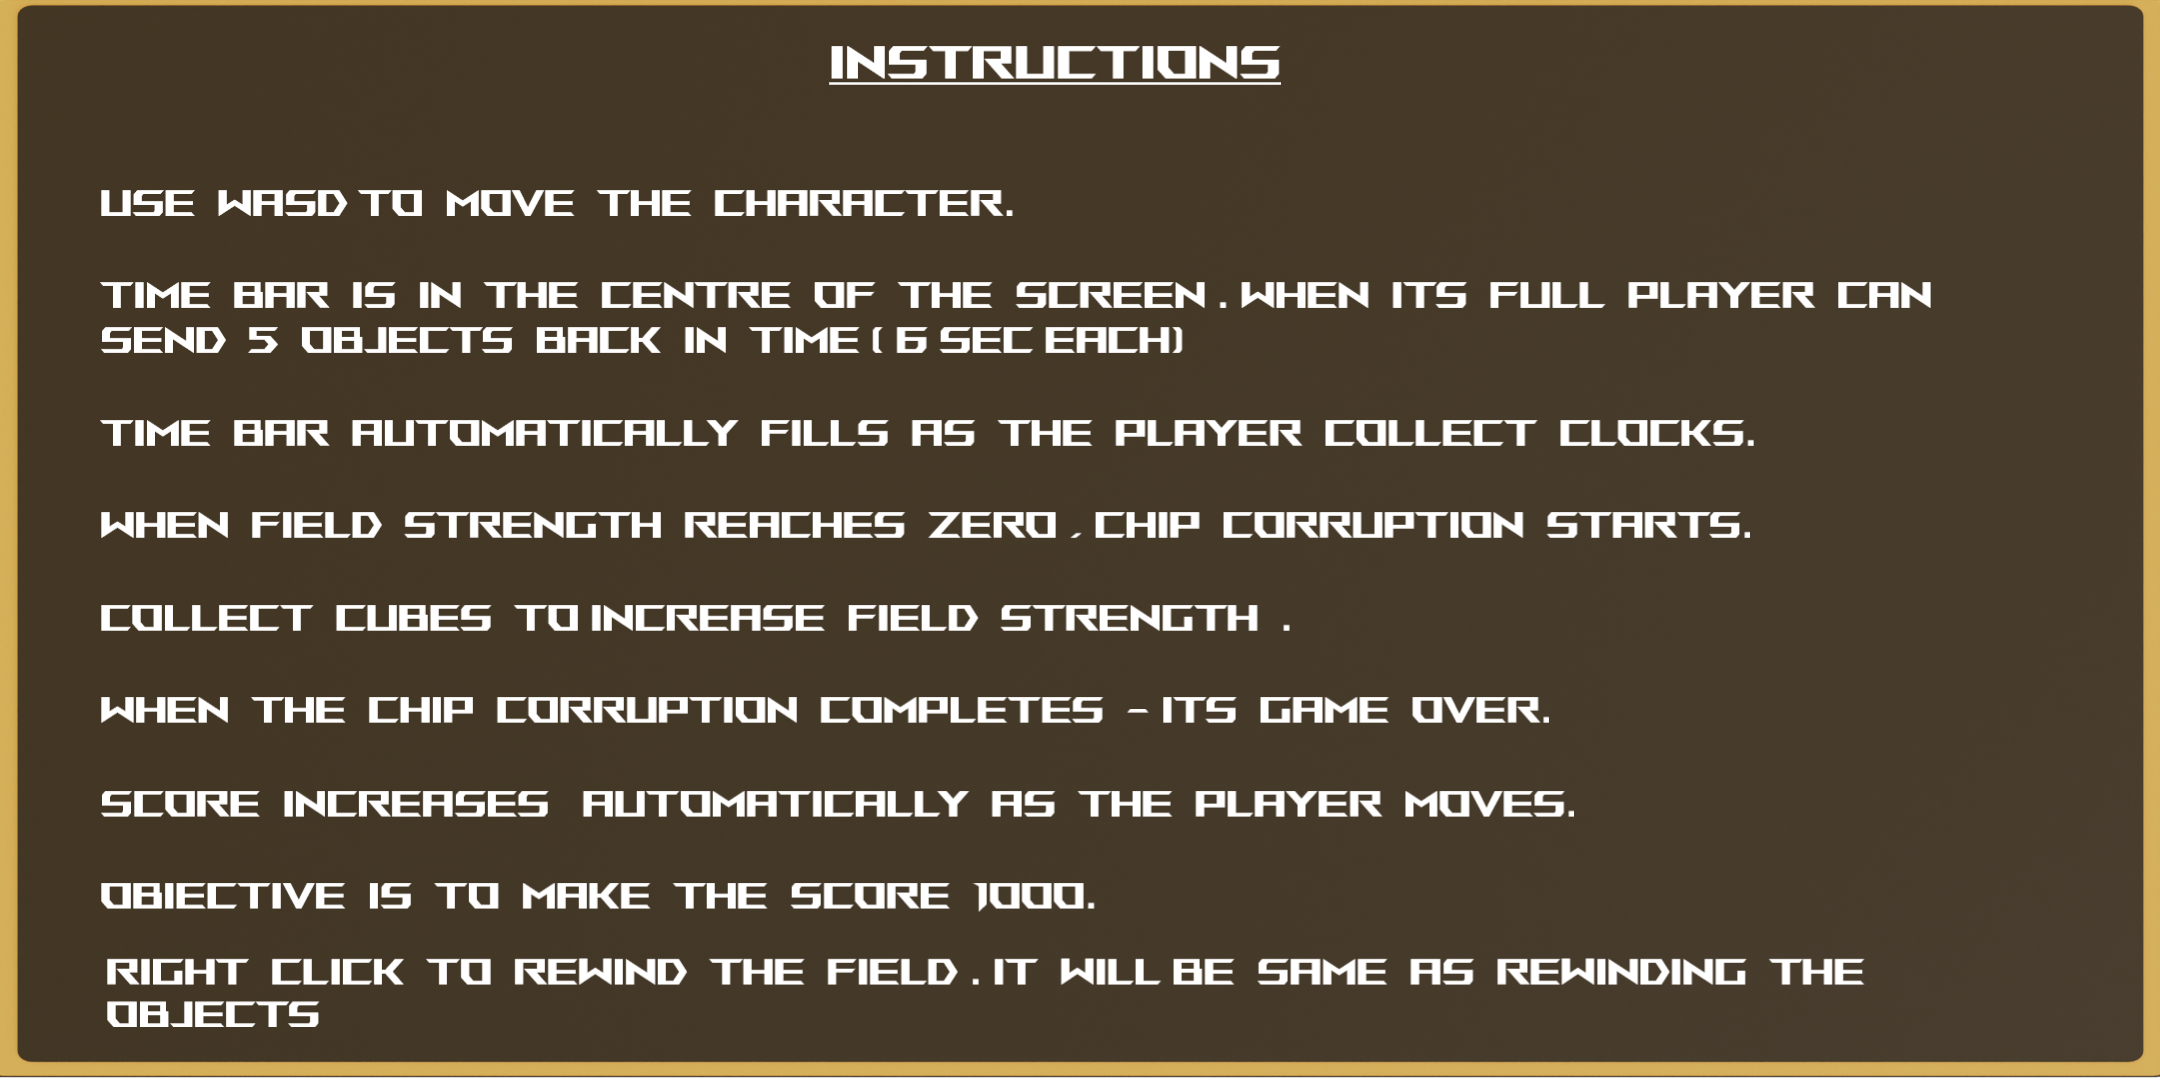 INSTRUCTIONS
USE WASD TO MOVE THE CHARACTER.
TIME BAR IS IN THE CENTRE OF THE SCREEN . WHEN ITS FULL PLAYER CAN
SEND 5 OBJECTS BACK IN TIME ( 6 SEC EACH)
TIME BAR AUTOMATICALLY FILLS AS THE PLAYER COLLECT CLOCKS.
WHEN FIELD STRENGTH REACHES ZERO , CHIP CORRUPTION STARTS.
COLLECT CUBES TO INCREASE FIELD STRENGTH .
WHEN THE CHIP CORRUPTION COMPLETES - ITS GAME OVER.
SCORE INCREASES AUTOMATICALLY AS THE PLAYER MOVES.
OBIECTIVE IS TO MAKE THE SCORE 1000.
RIGHT CLICK TO REWIND THE FIELD . IT WILL BE SAME AS REWINDING THE
OBJECTS